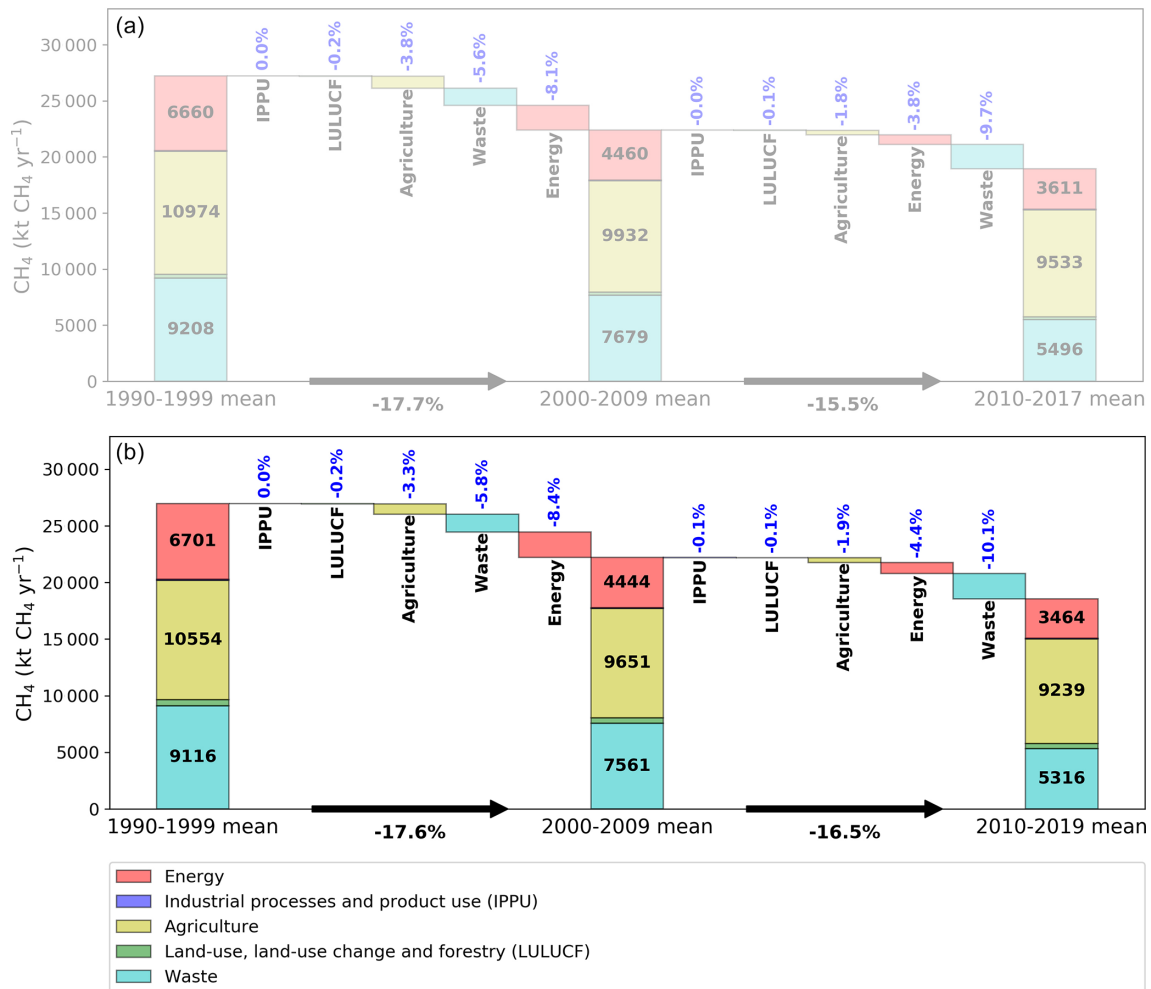 (a)
CH₄ (kt CH₄ yr⁻¹)
30 000
25 000
20 000
15 000
10 000
5000
0
6660
10974
9208
IPPU 0.0%
LULUCF -0.2%
Agriculture -3.8%
Waste -5.6%
Energy -8.1%
4460
9932
7679
IPPU -0.0%
LULUCF -0.1%
Agriculture -1.8%
Energy -3.8%
Waste -9.7%
3611
9533
5496
1990-1999 mean
-17.7%
2000-2009 mean
-15.5%
2010-2017 mean
(b)
CH₄ (kt CH₄ yr⁻¹)
30 000
25 000
20 000
15 000
10 000
5000
0
6701
10554
9116
IPPU 0.0%
LULUCF -0.2%
Agriculture -3.3%
Waste -5.8%
Energy -8.4%
4444
9651
7561
IPPU -0.1%
LULUCF -0.1%
Agriculture -1.9%
Energy -4.4%
Waste -10.1%
3464
9239
5316
1990-1999 mean
-17.6%
2000-2009 mean
-16.5%
2010-2019 mean
Energy
Industrial processes and product use (IPPU)
Agriculture
Land-use, land-use change and forestry (LULUCF)
Waste